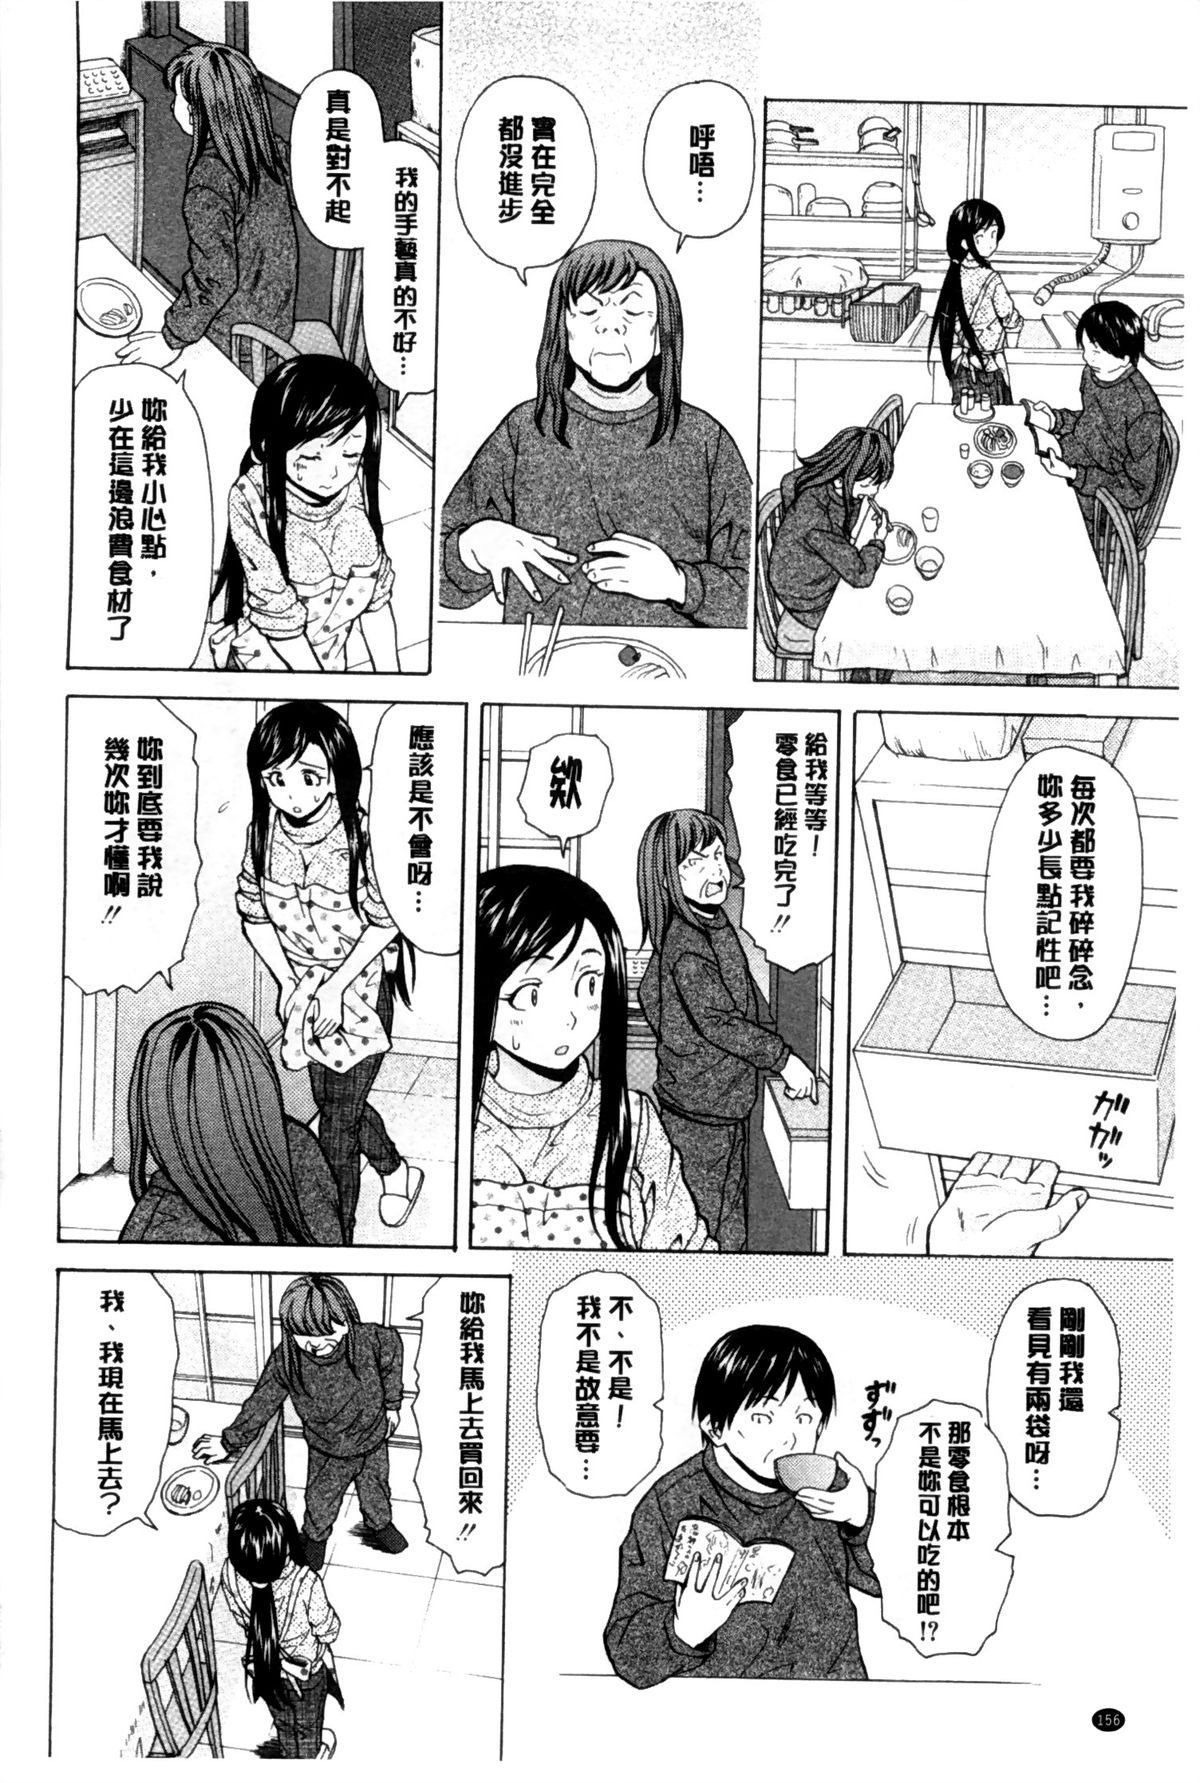 呼唔…
實在完全
都沒進步
我的手藝真的不好…
真是對不起
妳給我小心點，
少在這邊浪費食材了
每次都要我碎碎念，
妳多少長點記性吧…
ガガッ
給我等等！
零食已經吃完了!!
欸
應該是不會呀…
妳到底要我說
幾次妳才懂啊!!
剛剛我還
看見有兩袋呀…
那零食根本
不是妳可以吃的吧!?
ずずっ
不、不是！
我不是故意要…
妳給我馬上去買回來!!
我、我現在馬上去？
156